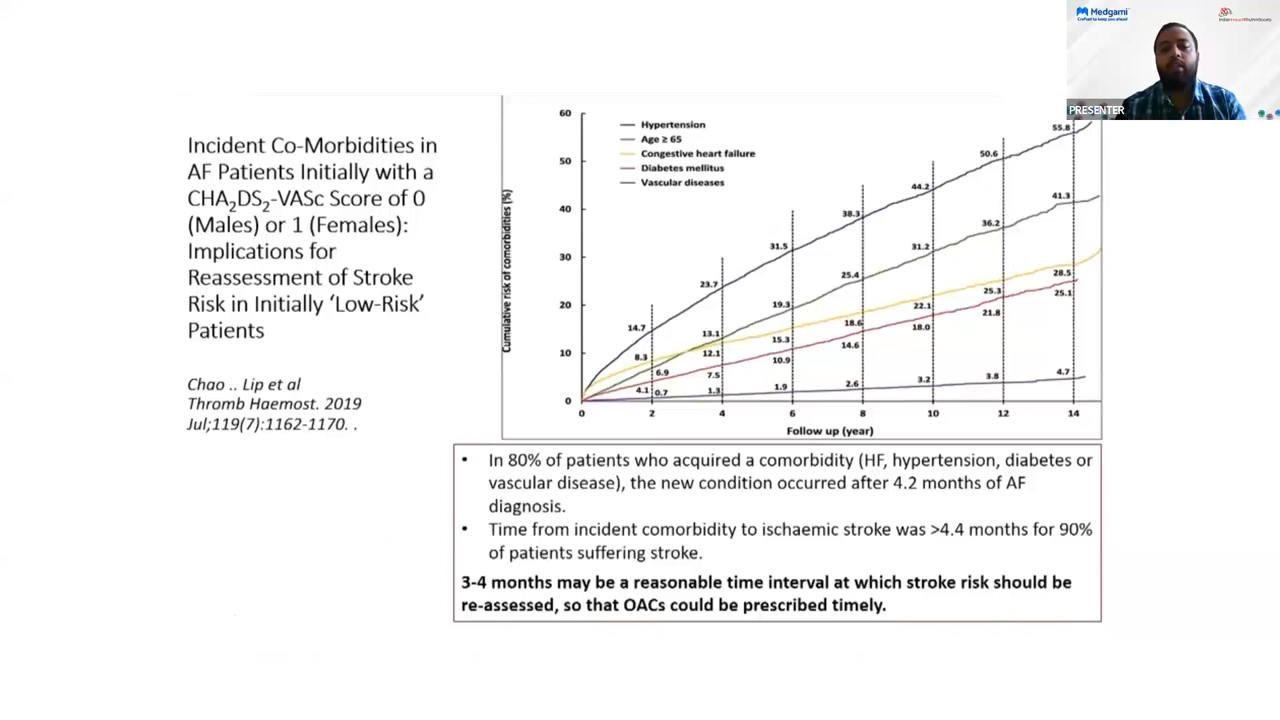 Medgami
Crafted to keep you ahead
PRESENTER
Incident Co-Morbidities in
AF Patients Initially with a
CHA₂DS₂-VASc Score of 0
(Males) or 1 (Females):
Implications for
Reassessment of Stroke
Risk in Initially ‘Low-Risk’
Patients
Chao .. Lip et al
Thromb Haemost. 2019
Jul;119(7):1162-1170. .
Cumulative risk of comorbidities (%)
60
50
40
30
20
10
0
Hypertension
Age ≥ 65
Congestive heart failure
Diabetes mellitus
Vascular diseases
14.7
23.7
31.5
38.3
44.2
50.6
55.8
6.9
13.1
19.3
25.4
31.2
36.2
41.3
8.3
12.1
15.3
18.6
22.1
25.3
28.5
4.1
7.5
10.9
14.6
18.0
21.8
25.1
0.7
1.3
1.9
2.6
3.2
3.8
4.7
0 2 4 6 8 10 12 14
Follow up (year)
• In 80% of patients who acquired a comorbidity (HF, hypertension, diabetes or
vascular disease), the new condition occurred after 4.2 months of AF
diagnosis.
• Time from incident comorbidity to ischaemic stroke was >4.4 months for 90%
of patients suffering stroke.
3-4 months may be a reasonable time interval at which stroke risk should be
re-assessed, so that OACs could be prescribed timely.